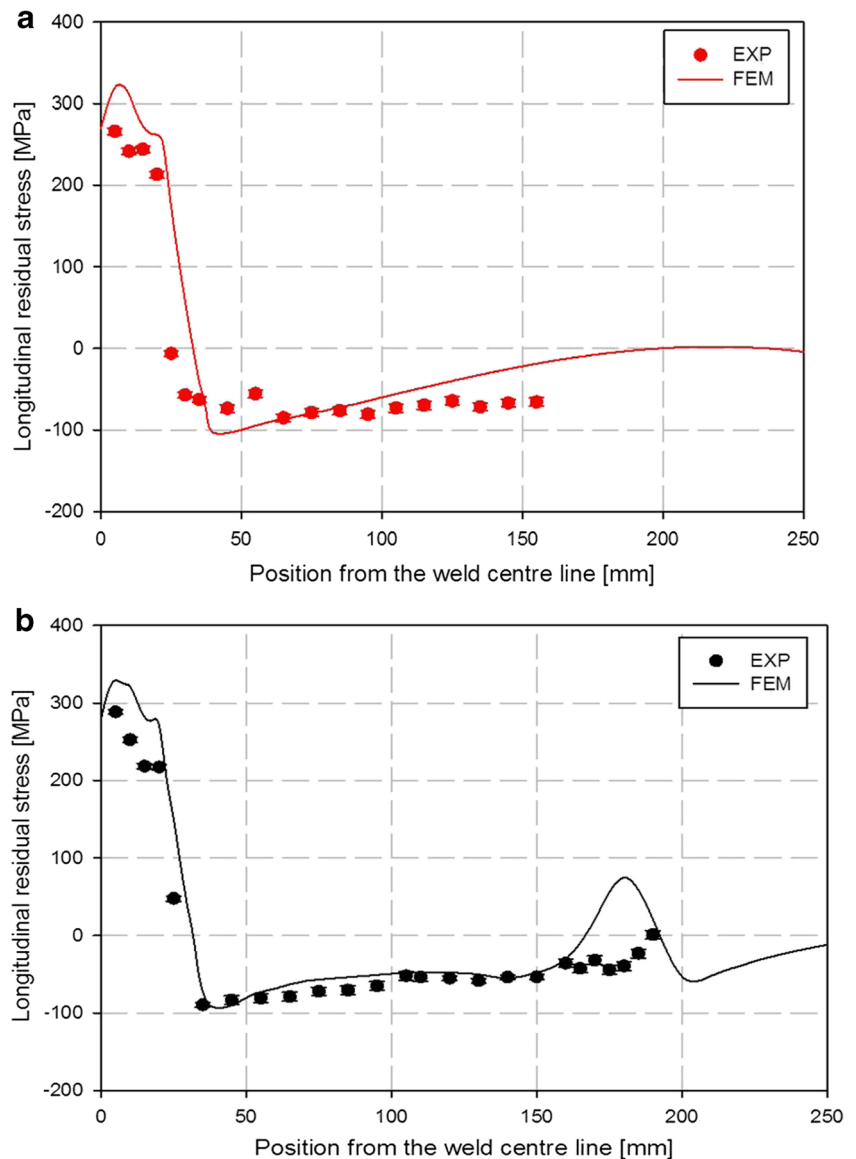 a
400
300
200
100
0
-100
-200
Longitudinal residual stress [MPa]
EXP
FEM
0 50 100 150 200 250
Position from the weld centre line [mm]
b
400
300
200
100
0
-100
-200
Longitudinal residual stress [MPa]
EXP
FEM
0 50 100 150 200 250
Position from the weld centre line [mm]